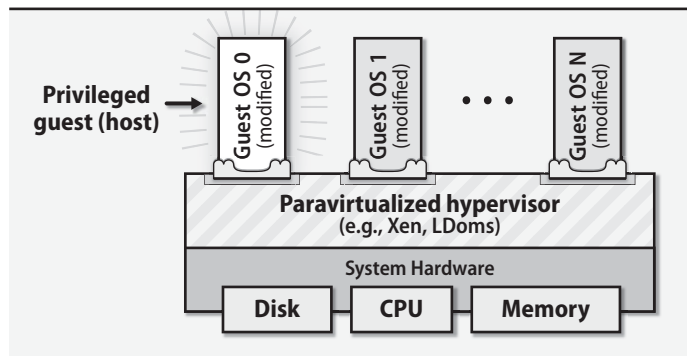 Privileged
guest (host)
Guest OS 0
(modified)
Guest OS 1
(modified)
• • •
Guest OS N
(modified)
Paravirtualized hypervisor
(e.g., Xen, LDoms)
System Hardware
Disk
CPU
Memory